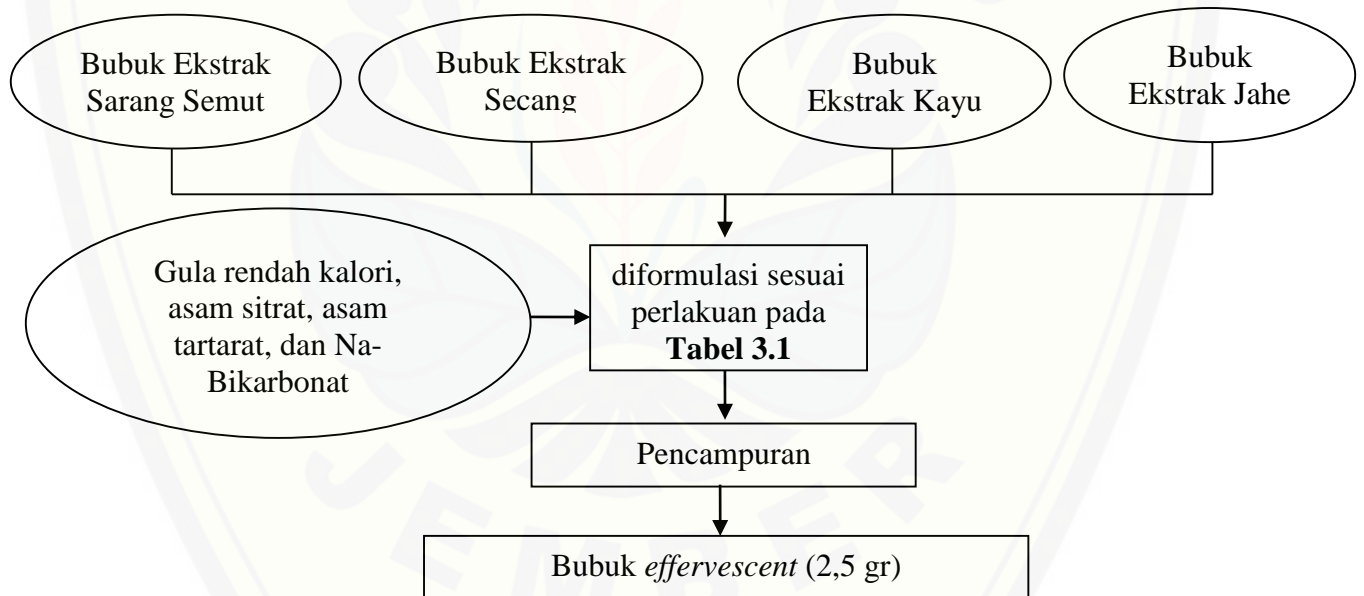 Bubuk Ekstrak
Sarang Semut
Bubuk Ekstrak
Secang
Bubuk
Ekstrak Kayu
Bubuk
Ekstrak Jahe
Gula rendah kalori,
asam sitrat, asam
tartarat, dan Na-
Bikarbonat
diformulasi sesuai
perlakuan pada
Tabel 3.1
Pencampuran
Bubuk effervescent (2,5 gr)
JEMBER